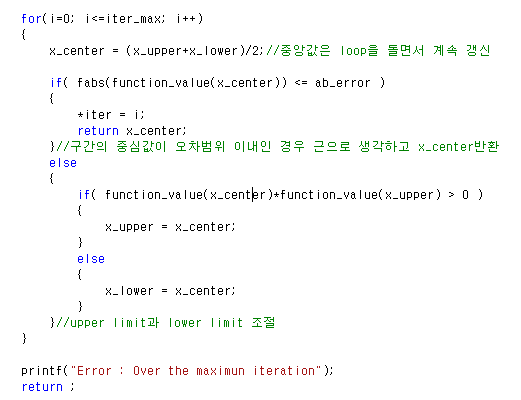 for(i=0; i<=iter_max; i++)
{
x_center = (x_upper+x_lower)/2;//중앙값은 loop을 돌면서 계속 갱신
if( fabs(function_value(x_center)) <= ab_error )
{
*iter = i;
return x_center;
}//구간의 중심값이 오차범위 이내인 경우 근으로 생각하고 x_center반환
else
{
if( function_value(x_center)*function_value(x_upper) > 0 )
{
x_upper = x_center;
}
else
{
x_lower = x_center;
}
}//upper limit과 lower limit 조절
}
printf("Error : Over the maximun iteration");
return ;